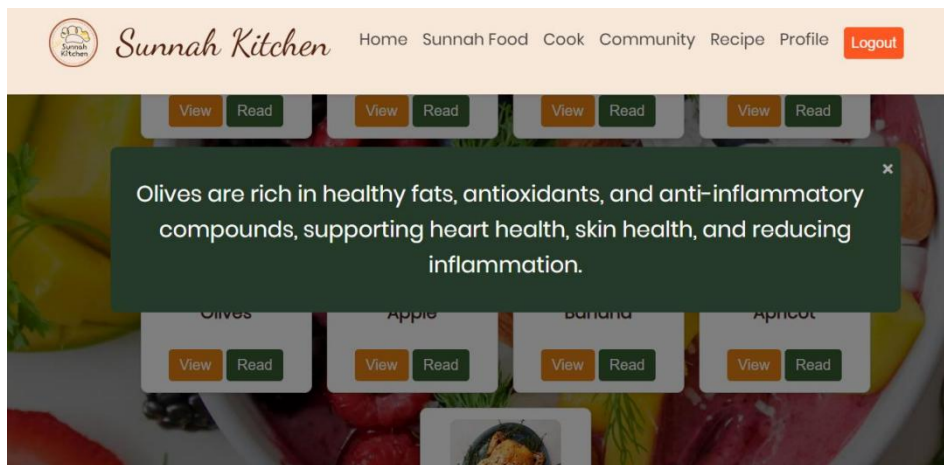 Sunnah Kitchen
Sunnah Kitchen Home Sunnah Food Cook Community Recipe Profile Logout
View Read View Read View Read View Read
×
Olives are rich in healthy fats, antioxidants, and anti-inflammatory
compounds, supporting heart health, skin health, and reducing
inflammation.
Olives Apple Banana Apricot
View Read View Read View Read View Read